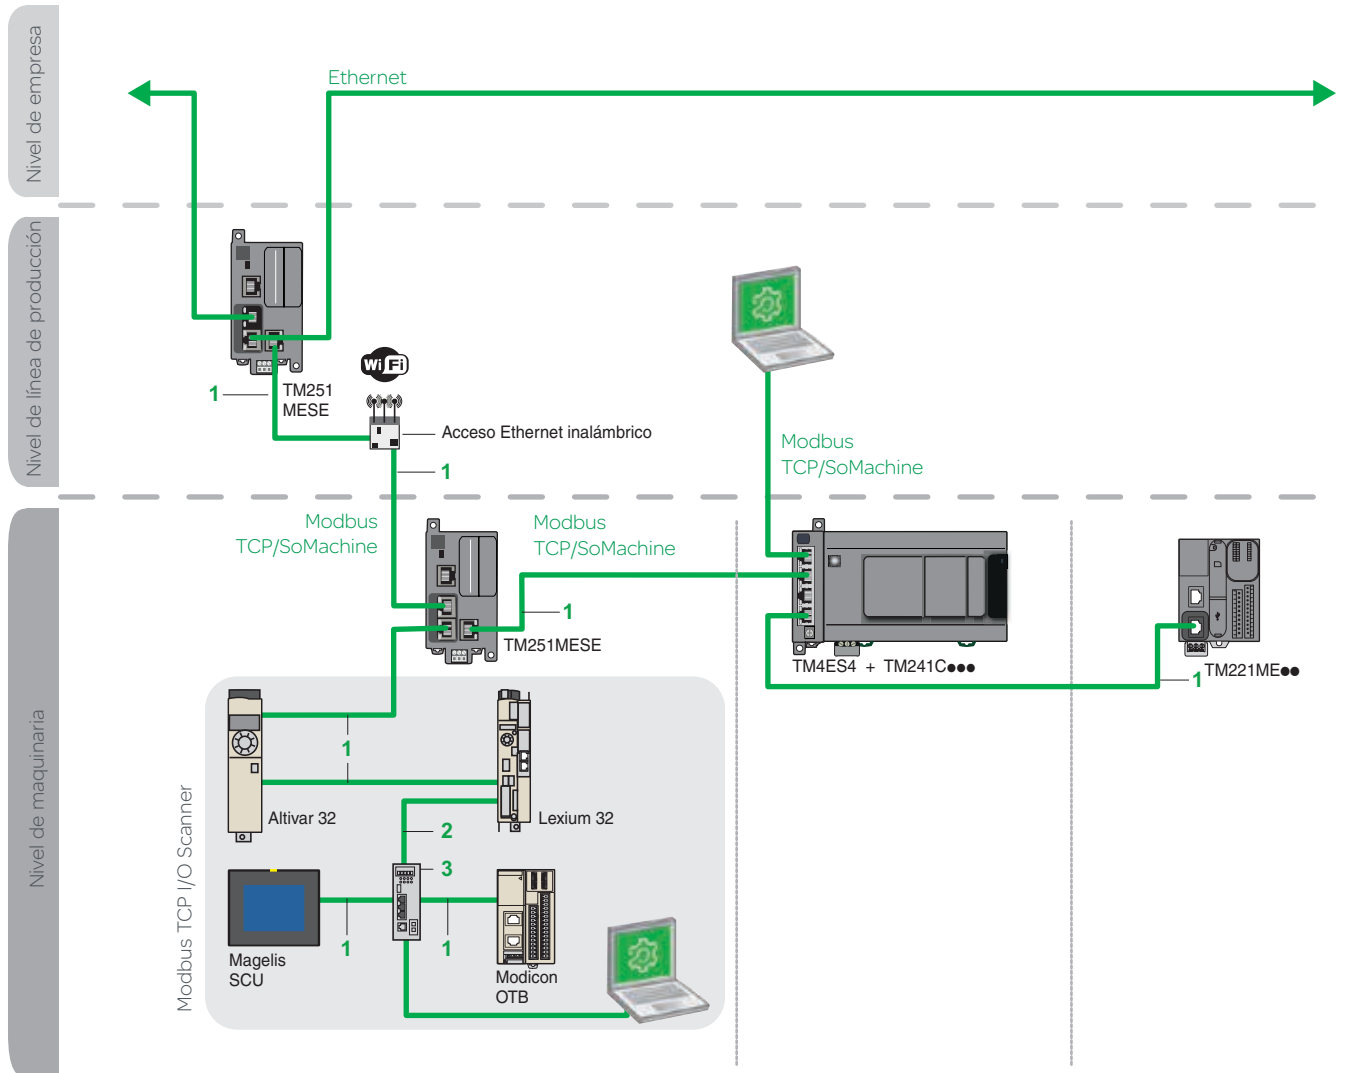 Nivel de empresa
Ethernet
Nivel de línea de producción
Wi Fi
1
TM251
MESE
Acceso Ethernet inalámbrico
1
Modbus
TCP/SoMachine
Nivel de maquinaria
Modbus
TCP/SoMachine
Modbus
TCP/SoMachine
1
TM251MESE
TM4ES4 + TM241C●●●
1
TM221ME●●
Modbus TCP I/O Scanner
1
Altivar 32
Lexium 32
2
3
1
1
Magelis
SCU
Modicon
OTB